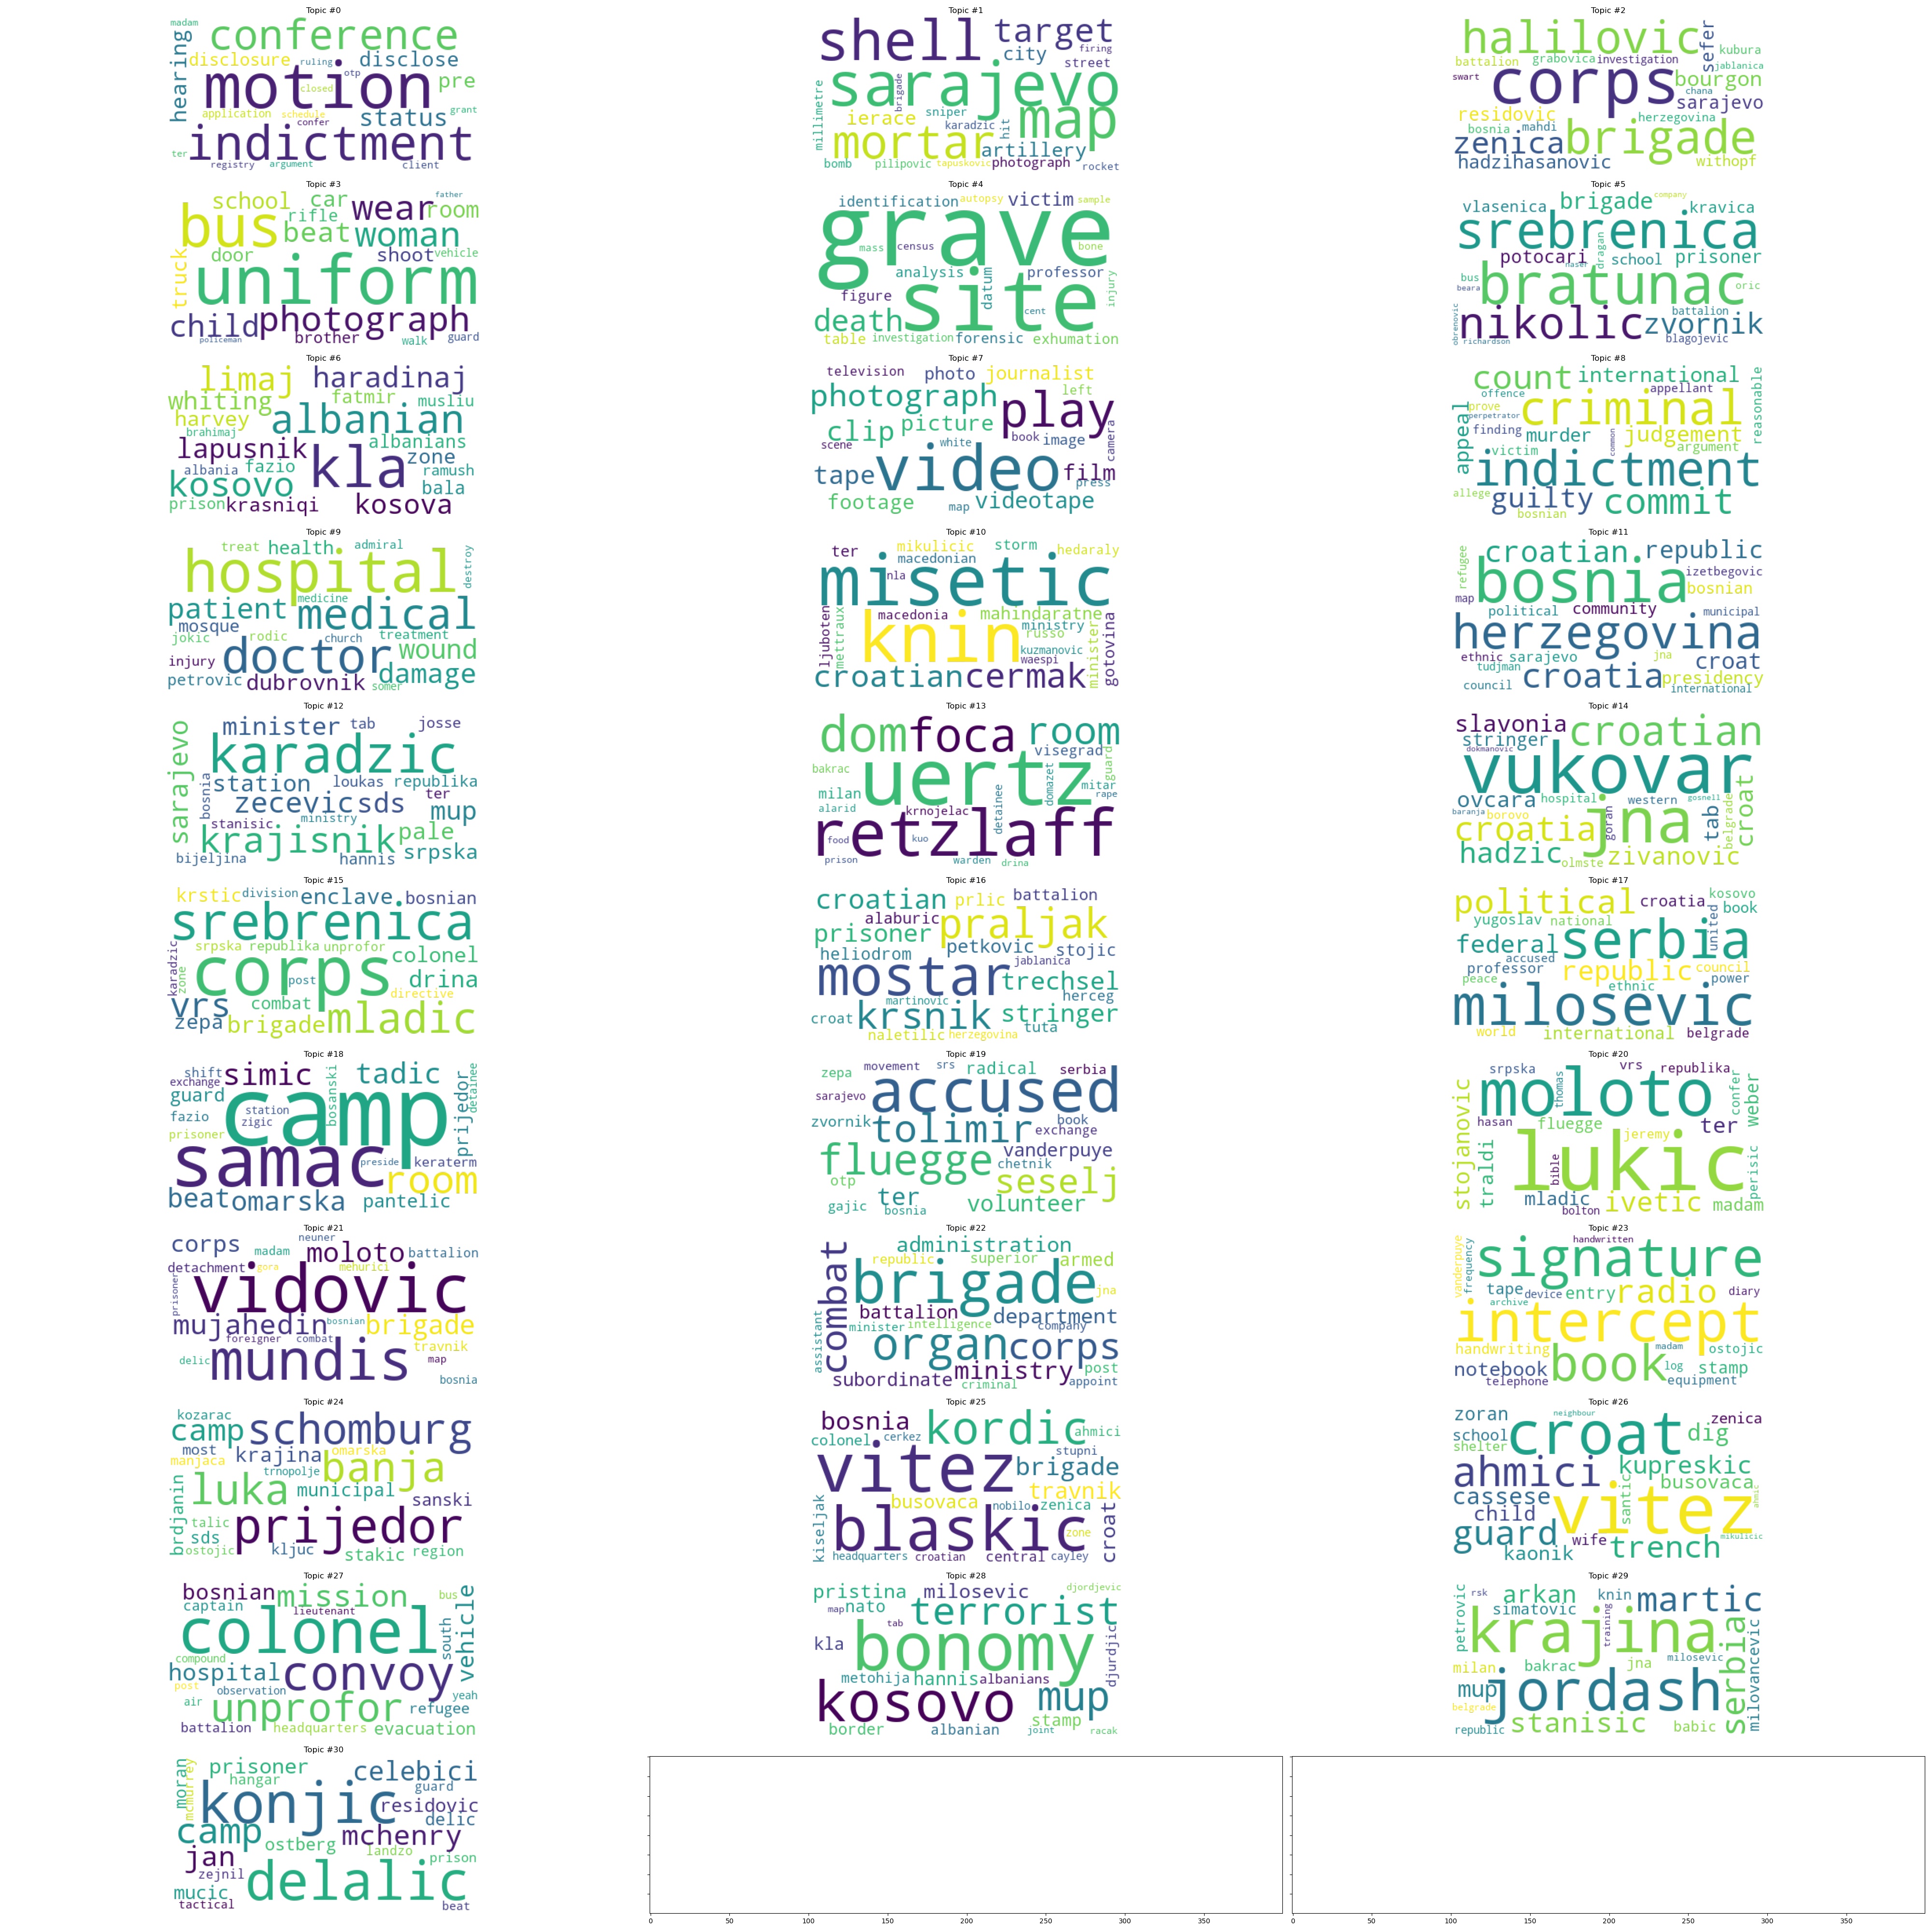 Topic #0
madam
conference
hearing
disclosure ruling disclose
otp
motion pre
closed
application schedule status grant
confer
indictment
ter
registry argument client
Topic #1
shell target
city firing
street
sarajevo
millimetre brigade
ierace sniper map
karadzic hit
mortar artillery
bomb pilipovic tapuskovic photograph rocket
Topic #2
halilovic sefer kubura
battalion grabovica investigation jablanica
swart corps bourgon
chana
residovic sarajevo
bosnia mahdi herzegovina
zenica brigade
hadzihasanovic withopf
Topic #3
school car wear father
bus rifle room
beat woman
truck door shoot vehicle
uniform
child photograph
policeman brother walk guard
Topic #4
identification autopsy victim sample
grave
mass census bone
analysis datum professor injury
figure site
cent
death
table investigation forensic exhumation
Topic #5
vlasenica brigade company kravica
srebrenica
potocari naser dragan school prisoner
bus
beara bratunac oric
obrenovic nikolic battalion
zvornik
richardson blagojevic
Topic #6
limaj haradinaj
whiting fatmir musliu
harvey albanian
brahimaj
lapusnik albanians
kla zone
albania fazio ramush
kosovo bala
prison krasniqi kosova
Topic #7
television photo journalist
photograph left
play
clip picture camera
scene white book image
tape video film
press
footage map videotape
Topic #8
count international
offence appellant reasonable
prove criminal
perpetrator
appeal finding murder common judgement
victim argument
indictment
allege guilty commit
bosnian
Topic #9
treat health admiral
hospital destroy
medicine
patient medical
mosque
jokic rodic church treatment
injury doctor wound
petrovic dubrovnik somer damage
Topic #10
ter mikulicic storm hedaraly
macedonian
misetic
nla
ljuboten mettraux macedonia mahindaratne
knin ministry
russo minister gotovina
kuzmanovic
waespi
croatian cermak
Topic #11
refugee croatian republic
bosnia izetbegovic
map bosnian
political community municipal
herzegovina
ethnic sarajevo jna croat
tudjman croatia presidency
council international
Topic #12
minister tab josse
sarajevo karadzic
bosnia station loukas republika
zecevic sds ter
mup
stanisic ministry
krajisnik pale
bijeljina hannis srpska
Topic #13
dom foca room
visegrad guard
bakrac uertz
milan domazet mitar
alarid rape
krnojelac detainee
retzlaff
food kuo
prison warden drina
Topic #14
slavonia croatian
stringer
dokmanovic
vukovar
ovcara hospital western gosnell
baranja borovo goran jna tab belgrade croat
croatia
hadzic olmste zivanovic
Topic #15
krstic division enclave bosnian
srebrenica
karadzic srpska republika unprofor colonel
zone corps post drina
vrs combat directive
zepa brigade mladic
Topic #16
croatian prlic battalion
alaburic praljak
prisoner petkovic stojic
heliodrom jablanica
mostar trechsel
martinovic herceg
croat krsnik stringer
naletilic herzegovina tuta
Topic #17
political croatia kosovo
book
yugoslav national united
federal serbia
accused
professor republic council
peace ethnic power
milosevic
world international belgrade
Topic #18
shift simic bosanski tadic
exchange
guard camp prijedor detainee
fazio station
zigic
prisoner
samac preside keraterm
room
beat omarska pantelic
Topic #19
zepa movement srs radical serbia
sarajevo accused
zvornik tolimir book
exchange
fluegge vanderpuye
chetnik
otp seselj
gajic ter volunteer
bosnia
Topic #20
srpska vrs republika
stojanovic moloto confer weber
thomas
hasan fluegge ter
jeremy
traldi bible lukic perisic
mladic ivetic madam
bolton
Topic #21
neuner
corps madam moloto battalion
detachment gora mehurici
prisoner vidovic
mujahedin bosnian brigade
foreigner combat
travnik
delic mundis map
bosnia
Topic #22
combat administration
republic superior armed
brigade jna
battalion department
assistant minister intelligence company
organ corps
ministry post
subordinate criminal appoint
Topic #23
handwritten
vanderpuye frequency signature
tape device entry radio diary
archive
intercept
handwriting madam ostojic
notebook book log stamp
telephone equipment
Topic #24
kozarac
camp schomburg
most krajina omarska
manjaca trnopolje banja
brdjanin luka municipal
sanski
talic prijedor
sds
ostojic kljuc stakic region
Topic #25
bosnia kordic
colonel cerkez ahmici
stupni
vitez brigade
busovaca travnik
nobilo zenica
kiseljak blaskic zone croat
headquarters croatian central cayley
Topic #26
zoran neighbour zenica
school croat dig
shelter
ahmici kupreskic
santic busovaca
cassese vitez ahmic
child
guard wife mikulicic
kaonik trench
Topic #27
bosnian mission bus
captain lieutenant
colonel south vehicle
compound
hospital convoy
post observation
air unprofor yeah
refugee
battalion headquarters evacuation
Topic #28
pristina milosevic djordjevic
map nato terrorist
tab
kla bonomy djurdjic
metohija hannis albanians
kosovo mup
stamp
border albanian joint racak
Topic #29
petrovic rsk arkan knin martic
simatovic training
krajina
milan bakrac jna milosevic serbia milovancevic
mup jordash
belgrade
republic stanisic babic
Topic #30
moran mcmurrey prisoner celebici
hangar guard
konjic residovic
delic
camp ostberg mchenry
jan landzo
zejnil prison
mucic delalic
tactical beat
0 50 100 150 200 250 300 350
0 50 100 150 200 250 300 350